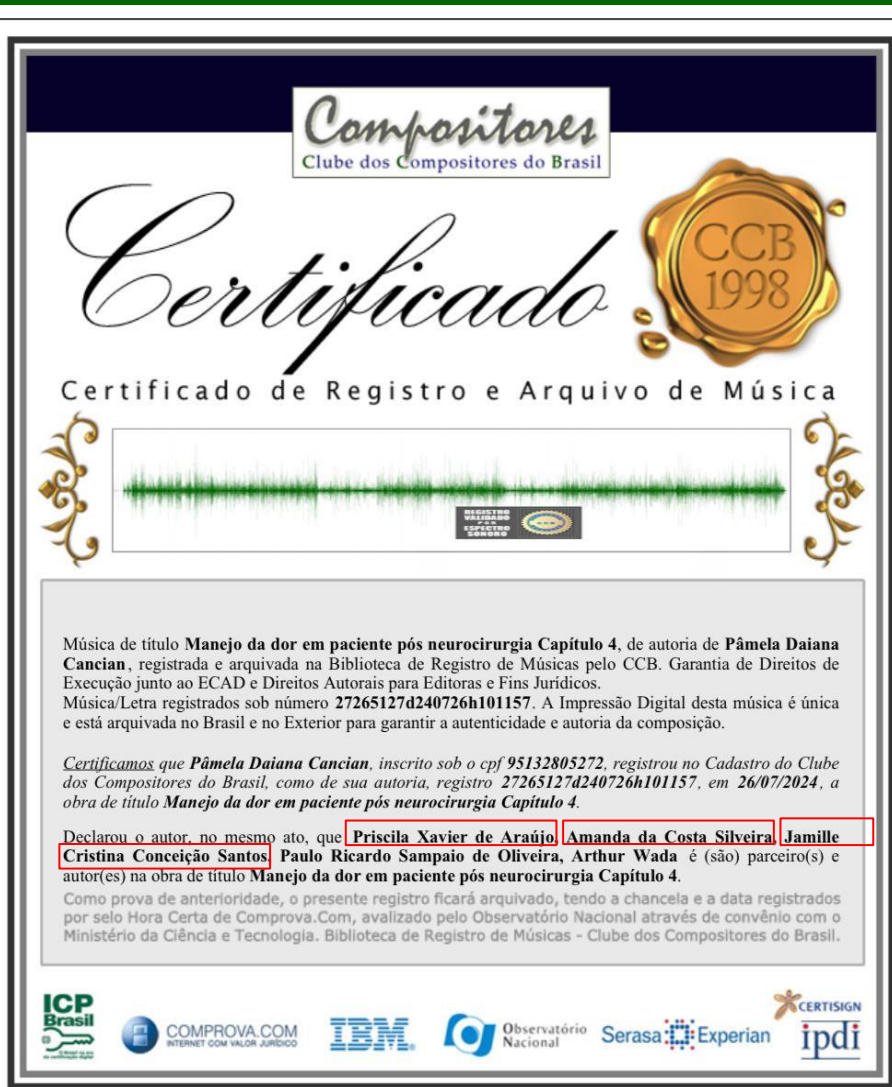 Compositores
Clube dos Compositores do Brasil
Certificado
CCB
1998
Certificado de Registro e Arquivo de Música
REGISTRO
VALIDADO
POR
ESPECTRO
SONORO
Música de título Manejo da dor em paciente pós neurocirurgia Capítulo 4, de autoria de Pâmela Daiana
Cancian, registrada e arquivada na Biblioteca de Registro de Músicas pelo CCB. Garantia de Direitos de
Execução junto ao ECAD e Direitos Autorais para Editoras e Fins Jurídicos.
Música/Letra registrados sob número 27265127d240726h101157. A Impressão Digital desta música é única
e está arquivada no Brasil e no Exterior para garantir a autenticidade e autoria da composição.
Certificamos que Pâmela Daiana Cancian, inscrito sob o cpf 95132805272, registrou no Cadastro do Clube
dos Compositores do Brasil, como de sua autoria, registro 27265127d240726h101157, em 26/07/2024, a
obra de título Manejo da dor em paciente pós neurocirurgia Capítulo 4.
Declarou o autor, no mesmo ato, que Priscila Xavier de Araújo, Amanda da Costa Silveira, Jamille
Cristina Conceição Santos, Paulo Ricardo Sampaio de Oliveira, Arthur Wada é (são) parceiro(s) e
autor(es) na obra de título Manejo da dor em paciente pós neurocirurgia Capítulo 4.
Como prova de anterioridade, o presente registro ficará arquivado, tendo a chancela e a data registrados
por selo Hora Certa de Comprova.Com, avalizado pelo Observatório Nacional através de convênio com o
Ministério da Ciência e Tecnologia. Biblioteca de Registro de Músicas - Clube dos Compositores do Brasil.
ICP
Brasil
COMPROVA.COM
INTERNET COM VALOR JURÍDICO
IBM
Observatório
Nacional
Serasa Experian
CERTISIGN
ipdi